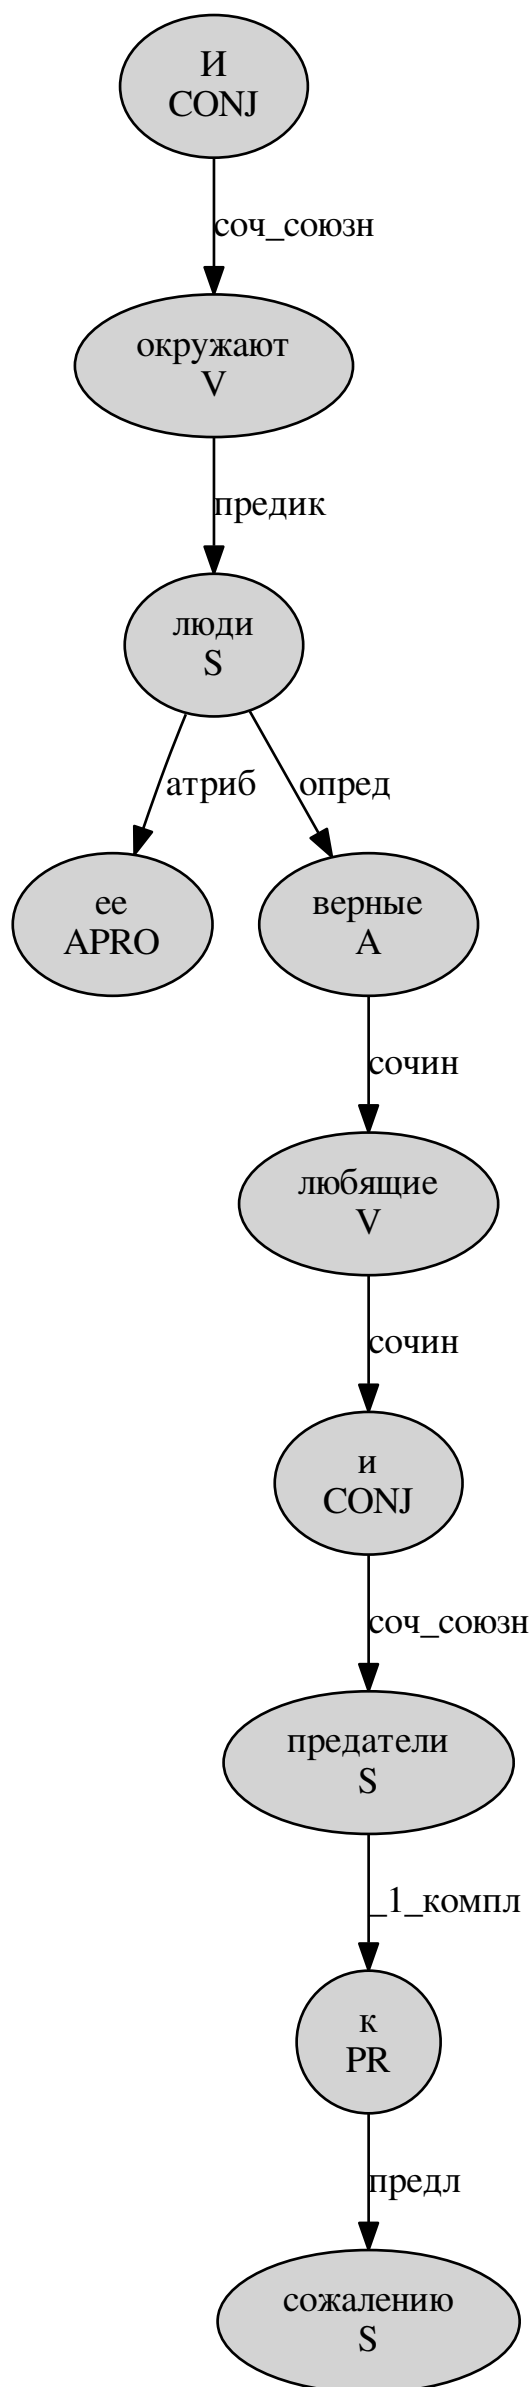 И
CONJ
соч_союзн
окружают
V
предик
люди
S
атриб
опред
ее
APRO
верные
A
сочин
любящие
V
сочин
и
CONJ
соч_союзн
предатели
S
_1_компл
к
PR
предл
сожалению
S